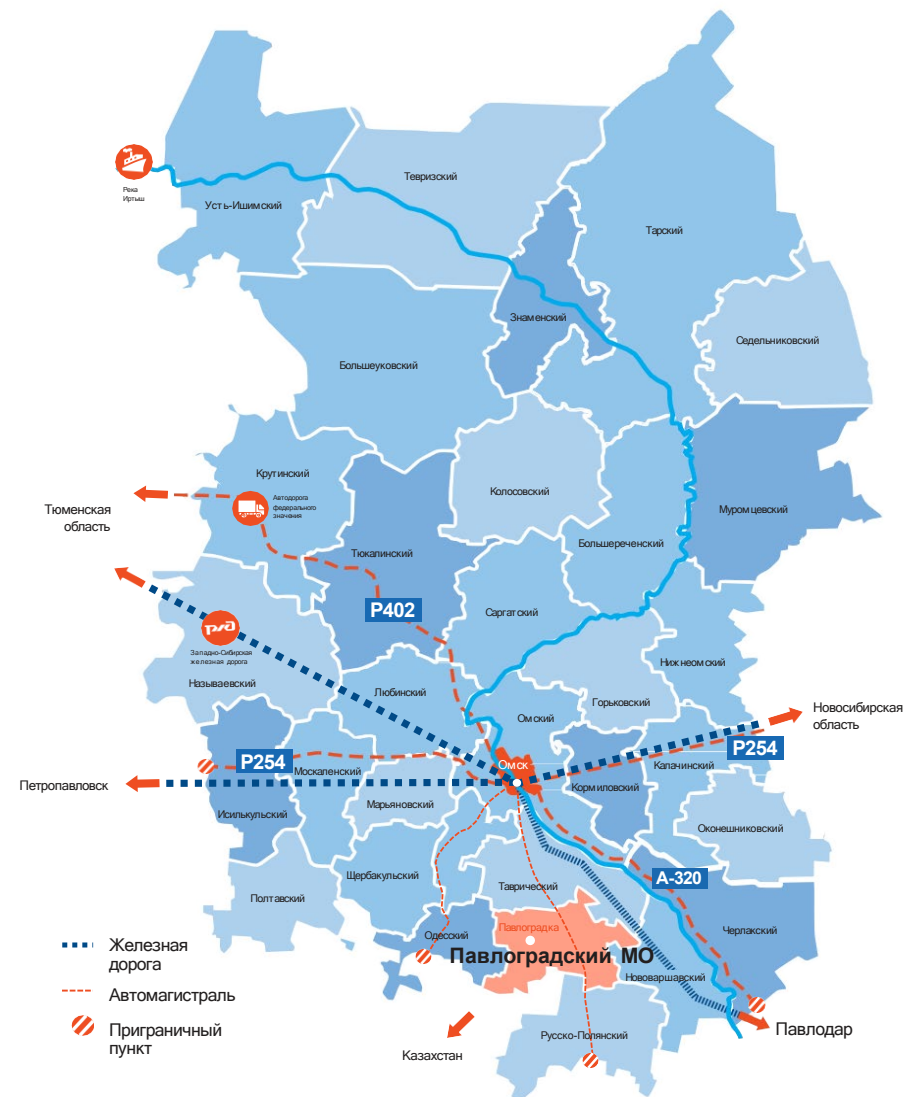 Тевризский
Река
Иртыш
Усть-Ишимский
Тарский
Знаменский
Седельниковский
Большеуковский
Крутинский
Колосовский
Автодорога
федерального
значения
Тюменская
область
Муромцевский
Большереченский
Тюкалинский
Р402
Саргатский
РЖД
Западно-Сибирская
железная дорога
Называевский
Нижнеомский
Любинский
Горьковский
Омский
Новосибирская
область
Р254
Р254
Омск
Москаленский
Калачинский
Петропавловск
Кормиловский
Марьяновский
Исилькульский
Оконешниковский
Щербакульский
А-320
Таврический
Полтавский
Черлакский
Павлоградка
Одесский
Павлоградский МО
Нововаршавский
Железная
дорога
Автомагистраль
Приграничный
пункт
Русско-Полянский
Павлодар
Казахстан